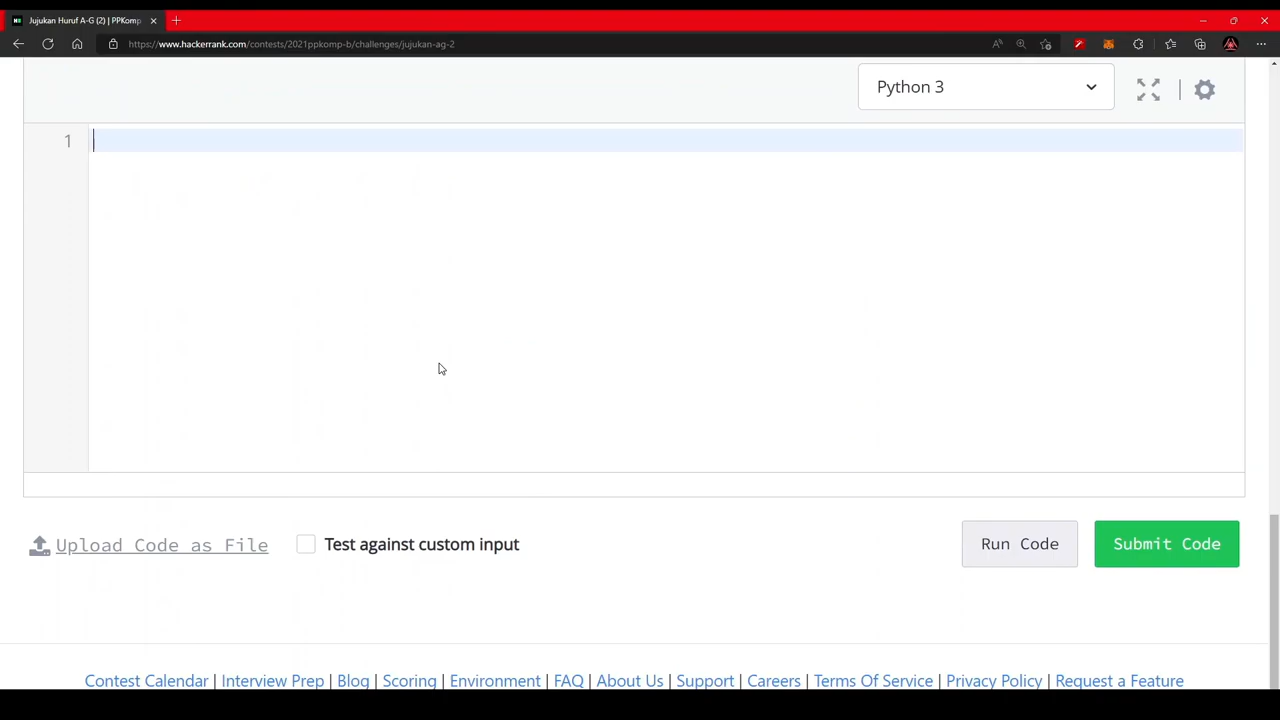 Jujukan Huruf A-G (2) | PPKomp
https://www.hackerrank.com/contests/2021ppkomp-b/challenges/jujukan-ag-2
Python 3
1
Upload Code as File
Test against custom input
Run Code
Submit Code
Contest Calendar | Interview Prep | Blog | Scoring | Environment | FAQ | About Us | Support | Careers | Terms Of Service | Privacy Policy | Request a Feature